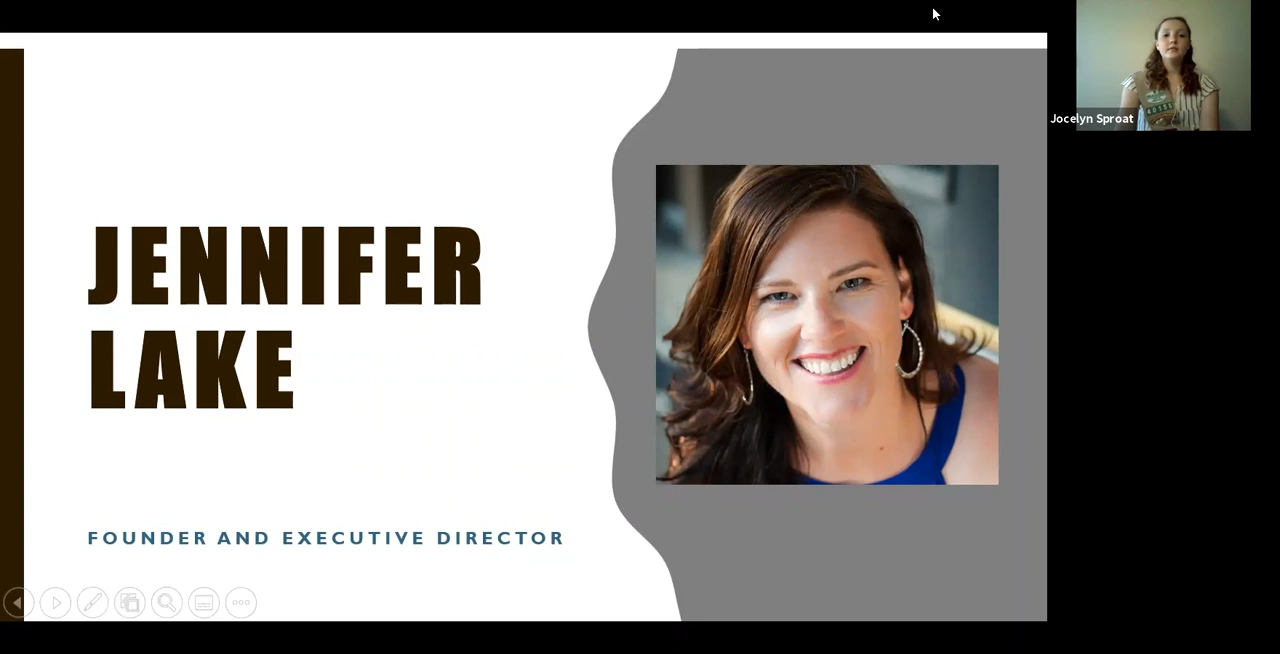 JENNIFER
LAKE
FOUNDER AND EXECUTIVE DIRECTOR
Jocelyn Sproat